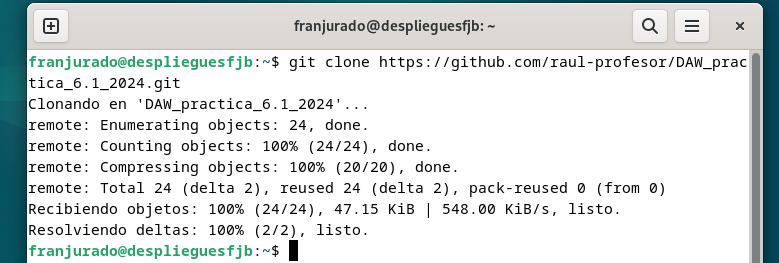 franjurado@desplieguesfjb: ~
franjurado@desplieguesfjb:~$ git clone https://github.com/raul-profesor/DAW_prac
tica_6.1_2024.git
Clonando en 'DAW_practica_6.1_2024'...
remote: Enumerating objects: 24, done.
remote: Counting objects: 100% (24/24), done.
remote: Compressing objects: 100% (20/20), done.
remote: Total 24 (delta 2), reused 24 (delta 2), pack-reused 0 (from 0)
Recibiendo objetos: 100% (24/24), 47.15 KiB | 548.00 KiB/s, listo.
Resolviendo deltas: 100% (2/2), listo.
franjurado@desplieguesfjb:~$